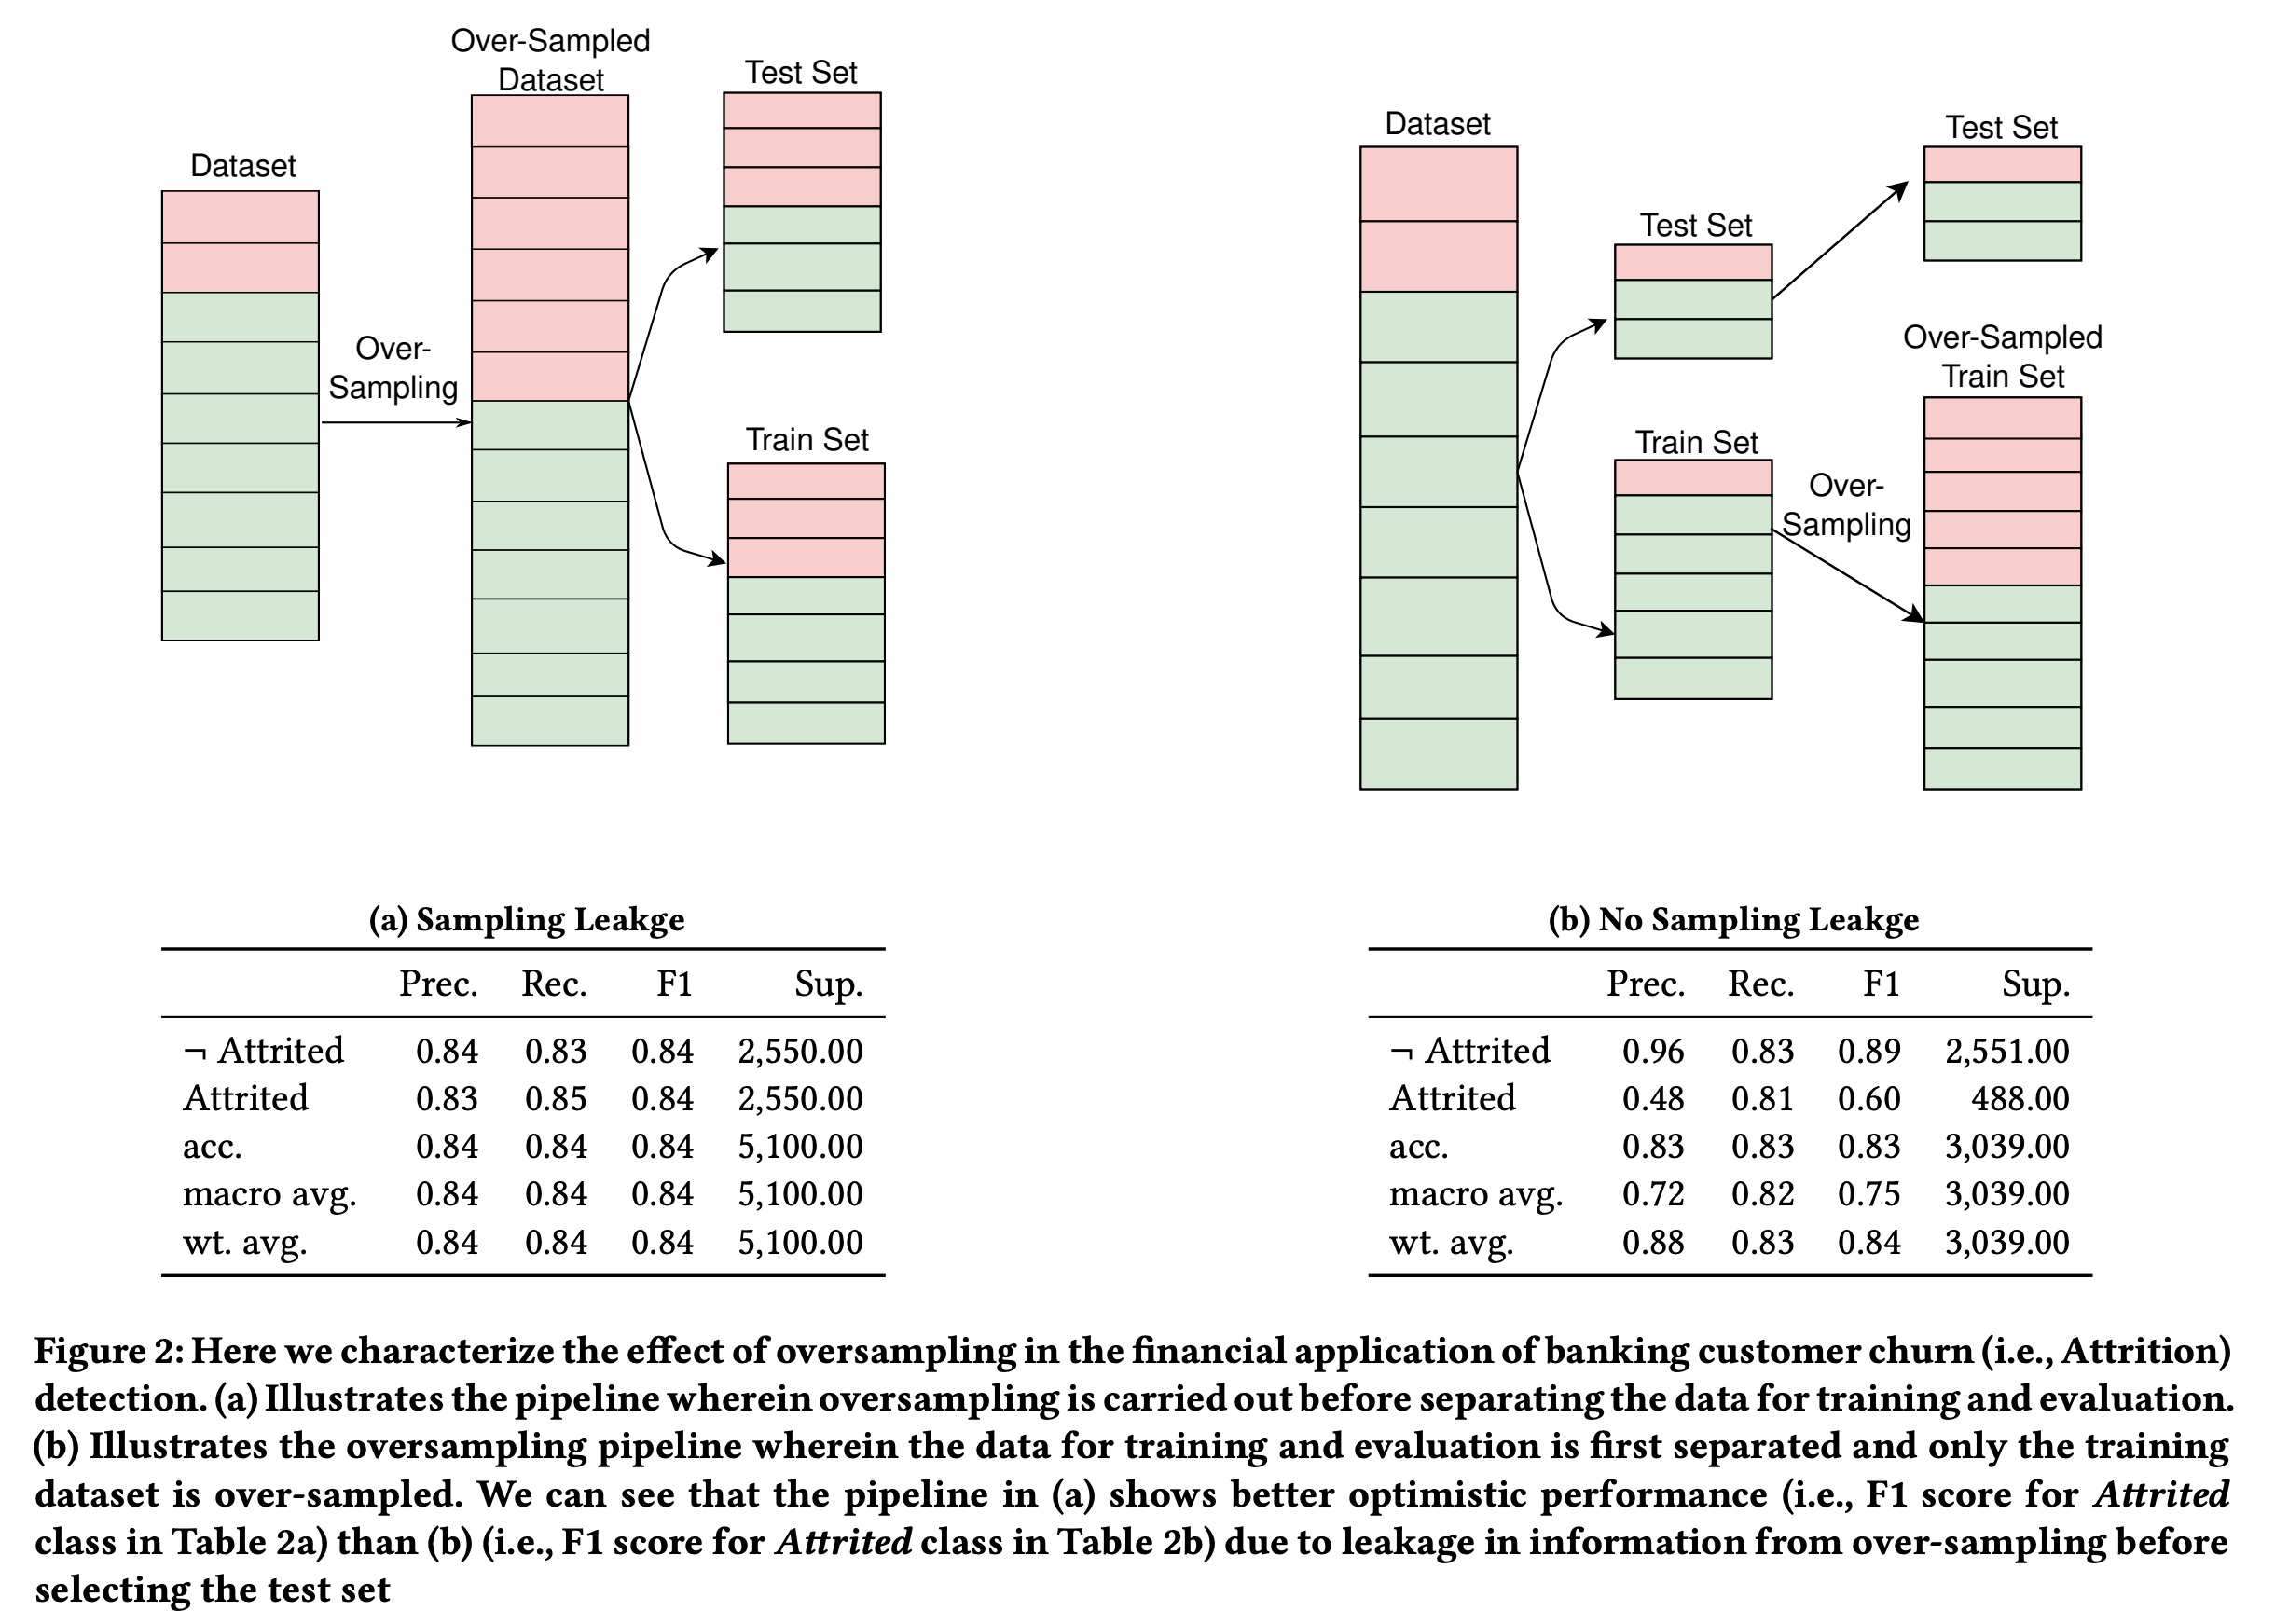 Over-Sampled
Dataset
Test Set
Dataset
Over-
Sampling
Train Set
Dataset
Test Set
Test Set
Over-Sampled
Train Set
Train Set
Over-
Sampling
(a) Sampling Leakge
Prec. Rec. F1 Sup.
¬ Attrited 0.84 0.83 0.84 2,550.00
Attrited 0.83 0.85 0.84 2,550.00
acc. 0.84 0.84 0.84 5,100.00
macro avg. 0.84 0.84 0.84 5,100.00
wt. avg. 0.84 0.84 0.84 5,100.00
(b) No Sampling Leakge
Prec. Rec. F1 Sup.
¬ Attrited 0.96 0.83 0.89 2,551.00
Attrited 0.48 0.81 0.60 488.00
acc. 0.83 0.83 0.83 3,039.00
macro avg. 0.72 0.82 0.75 3,039.00
wt. avg. 0.88 0.83 0.84 3,039.00
Figure 2: Here we characterize the effect of oversampling in the financial application of banking customer churn (i.e., Attrition)
detection. (a) Illustrates the pipeline wherein oversampling is carried out before separating the data for training and evaluation.
(b) Illustrates the oversampling pipeline wherein the data for training and evaluation is first separated and only the training
dataset is over-sampled. We can see that the pipeline in (a) shows better optimistic performance (i.e., F1 score for Attrited
class in Table 2a) than (b) (i.e., F1 score for Attrited class in Table 2b) due to leakage in information from over-sampling before
selecting the test set